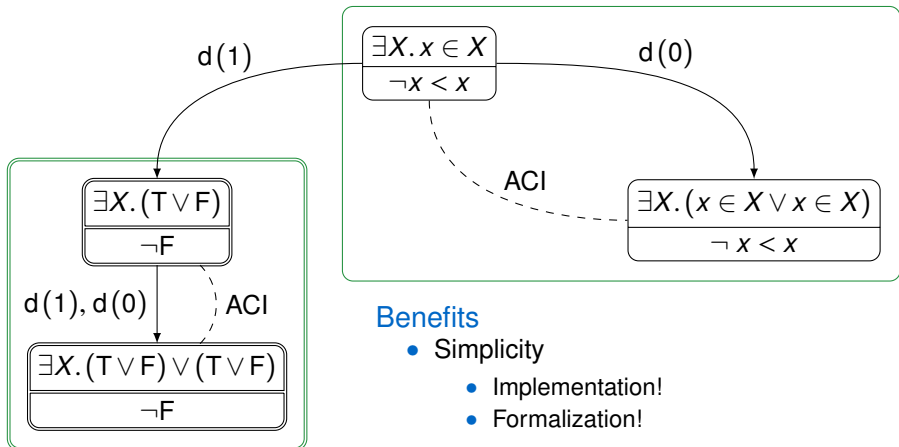 ∃X. x ∈ X
¬ x < x
d(1)
d(0)
ACI
∃X. (x ∈ X ∨ x ∈ X)
¬ x < x
∃X. (T ∨ F)
¬F
d(1), d(0)
ACI
∃X. (T ∨ F) ∨ (T ∨ F)
¬F
Benefits
• Simplicity
• Implementation!
• Formalization!